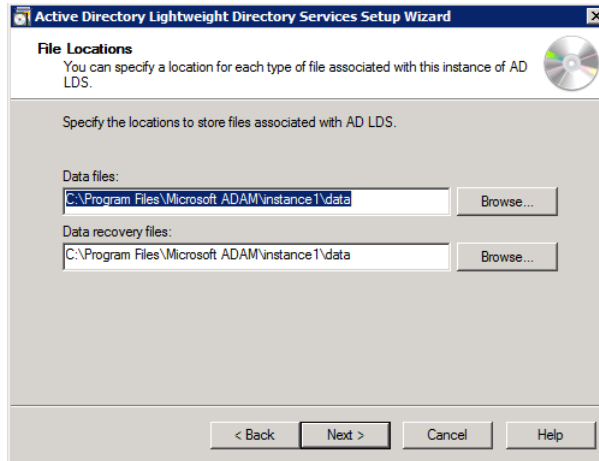 Active Directory Lightweight Directory Services Setup Wizard
File Locations
You can specify a location for each type of file associated with this instance of AD
LDS.
Specify the locations to store files associated with AD LDS.
Data files:
C:\Program Files\Microsoft ADAM\instance1\data
Browse...
Data recovery files:
C:\Program Files\Microsoft ADAM\instance1\data
Browse...
< Back Next > Cancel Help